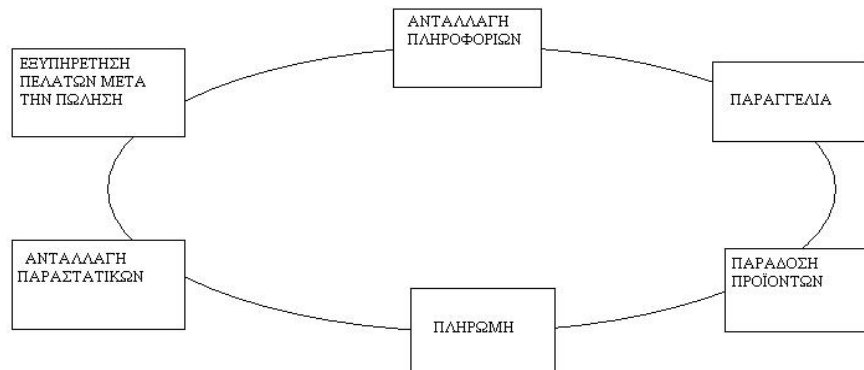 ΑΝΤΑΛΛΑΓΗ
ΠΛΗΡΟΦΟΡΙΩΝ
ΕΞΥΠΗΡΕΤΗΣΗ
ΠΕΛΑΤΩΝ ΜΕΤΑ
ΤΗΝ ΠΩΛΗΣΗ
ΠΑΡΑΓΓΕΛΙΑ
ΑΝΤΑΛΛΑΓΗ
ΠΑΡΑΣΤΑΤΙΚΩΝ
ΠΑΡΑΔΟΣΗ
ΠΡΟΪΟΝΤΩΝ
ΠΛΗΡΩΜΗ